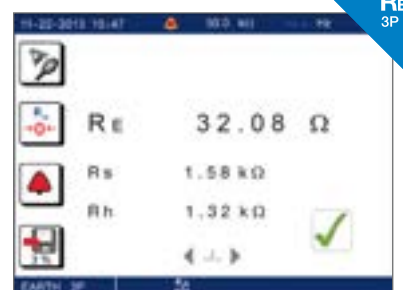 11-22-2013 10:47
RE
3P
RE 32.08 Ω
Rs 1.58 kΩ
Rh 1.32 kΩ
EARTH 3P